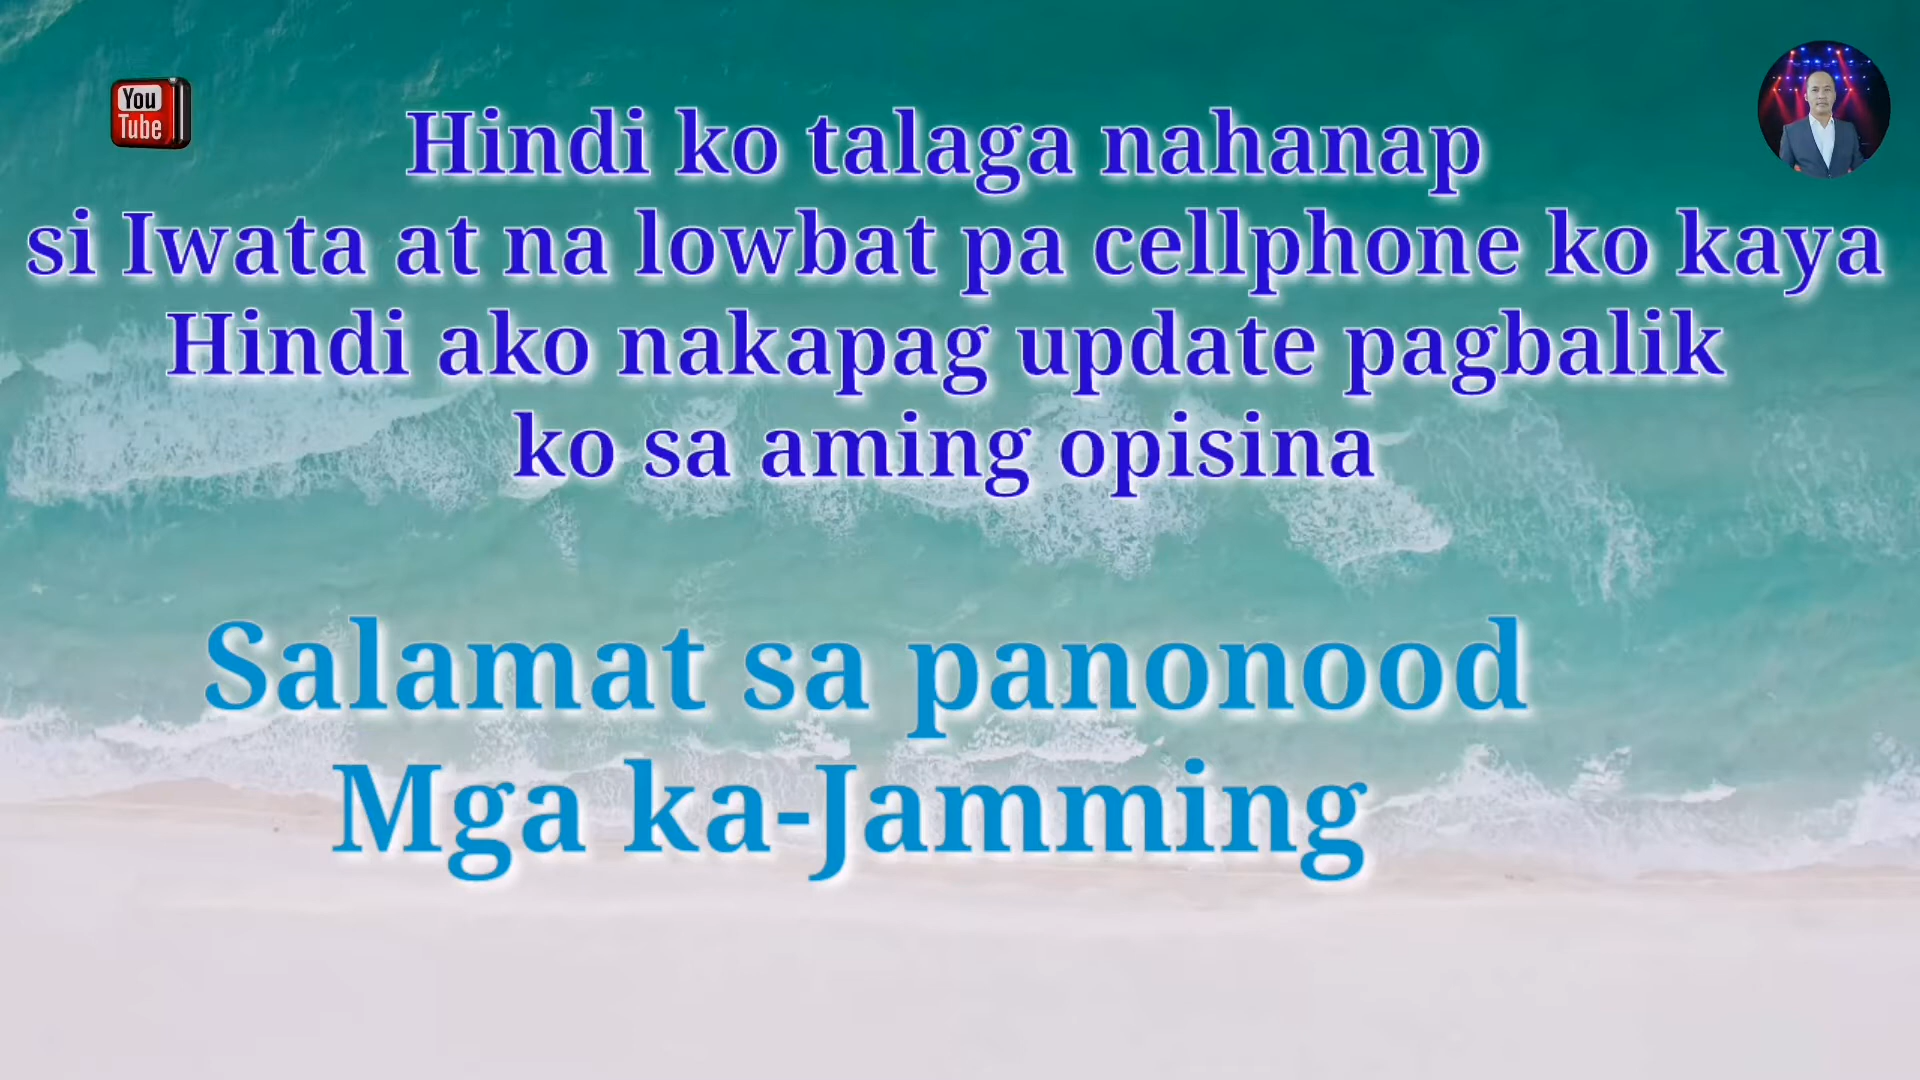 You
Tube
Hindi ko talaga nahanap
si Iwata at na lowbat pa cellphone ko kaya
Hindi ako nakapag update pagbalik
ko sa aming opisina
Salamat sa panonood
Mga ka-Jamming